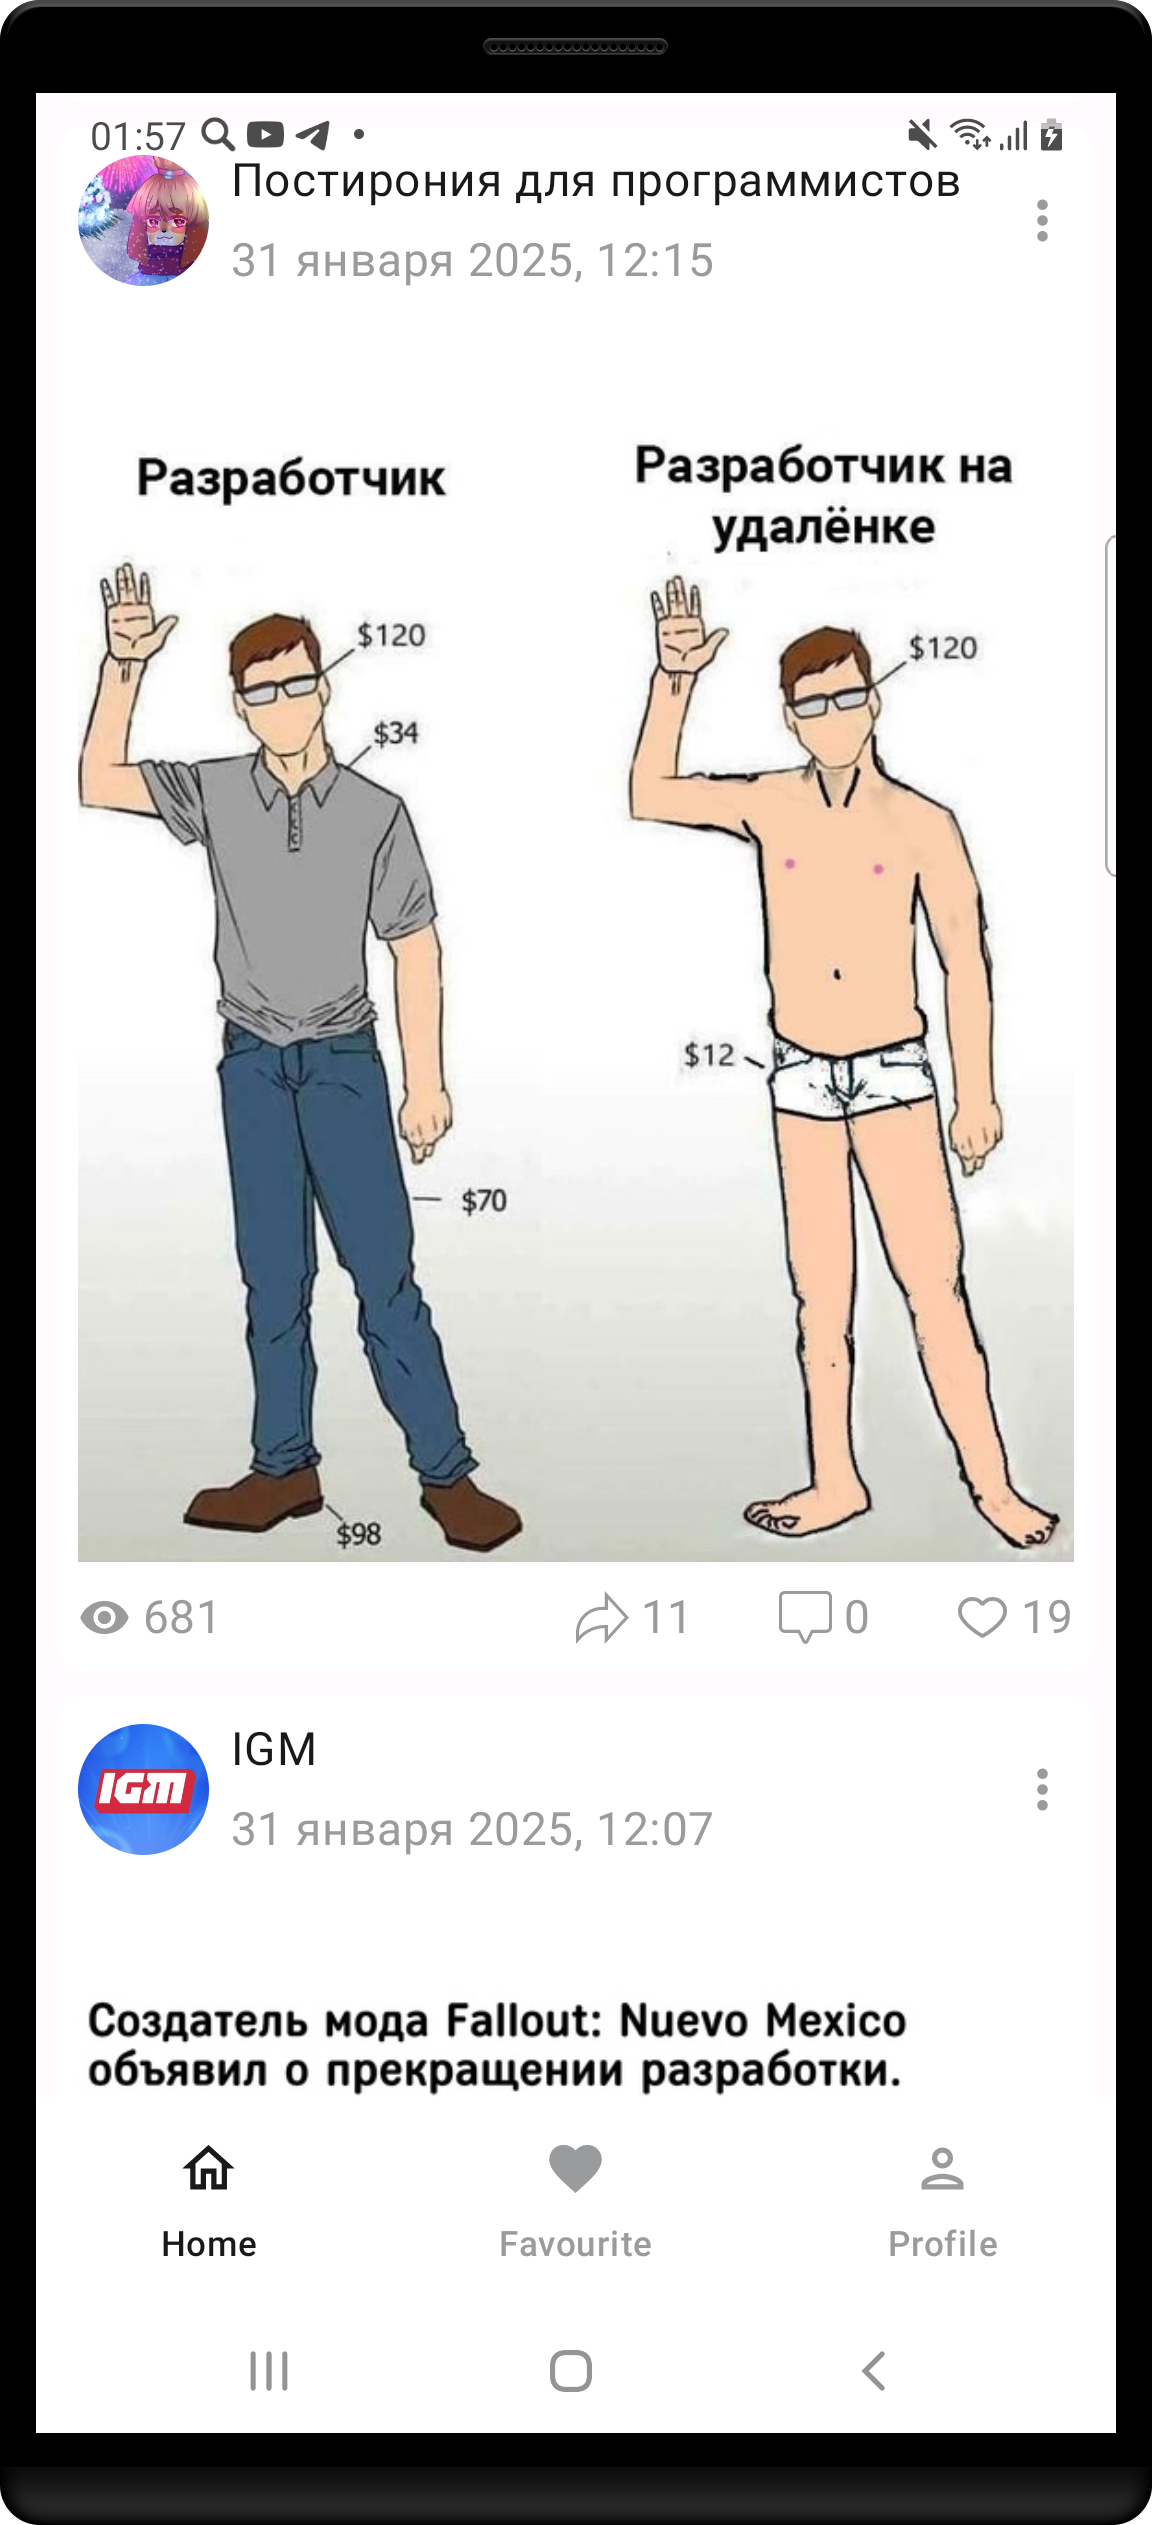 01:57
Постирония для программистов
31 января 2025, 12:15
Разработчик
Разработчик на
удалёнке
$120
$34
$70
$98
$120
$12
681
11
0
19
IGM
IGM
31 января 2025, 12:07
Создатель мода Fallout: Nuevo Mexico
объявил о прекращении разработки.
Home
Favourite
Profile